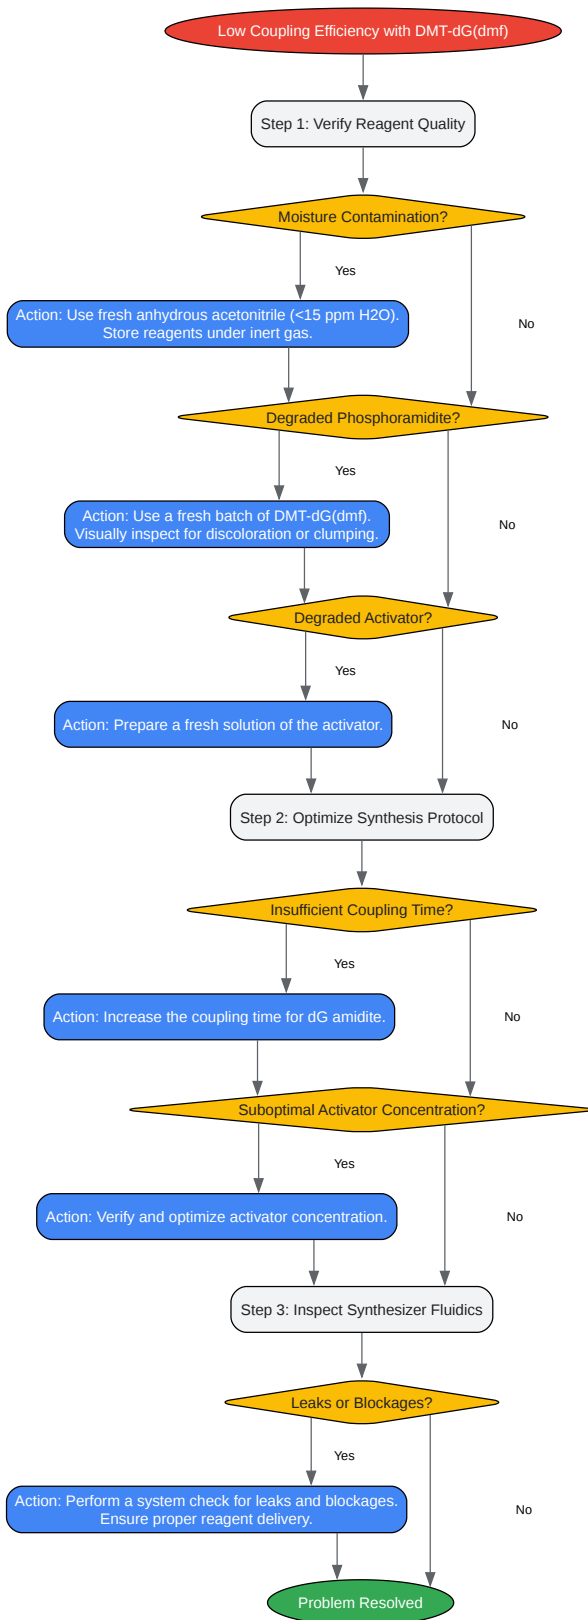 Low Coupling Efficiency with DMT-dG(dmf)
Step 1: Verify Reagent Quality
Moisture Contamination?
Yes
Action: Use fresh anhydrous acetonitrile (<15 ppm H2O).
Store reagents under inert gas.
No
Degraded Phosphoramidite?
Yes
Action: Use a fresh batch of DMT-dG(dmf).
Visually inspect for discoloration or clumping.
No
Degraded Activator?
Yes
Action: Prepare a fresh solution of the activator.
No
Step 2: Optimize Synthesis Protocol
Insufficient Coupling Time?
Yes
Action: Increase the coupling time for dG amidite.
No
Suboptimal Activator Concentration?
Yes
Action: Verify and optimize activator concentration.
No
Step 3: Inspect Synthesizer Fluidics
Leaks or Blockages?
Yes
Action: Perform a system check for leaks and blockages.
Ensure proper reagent delivery.
No
Problem Resolved